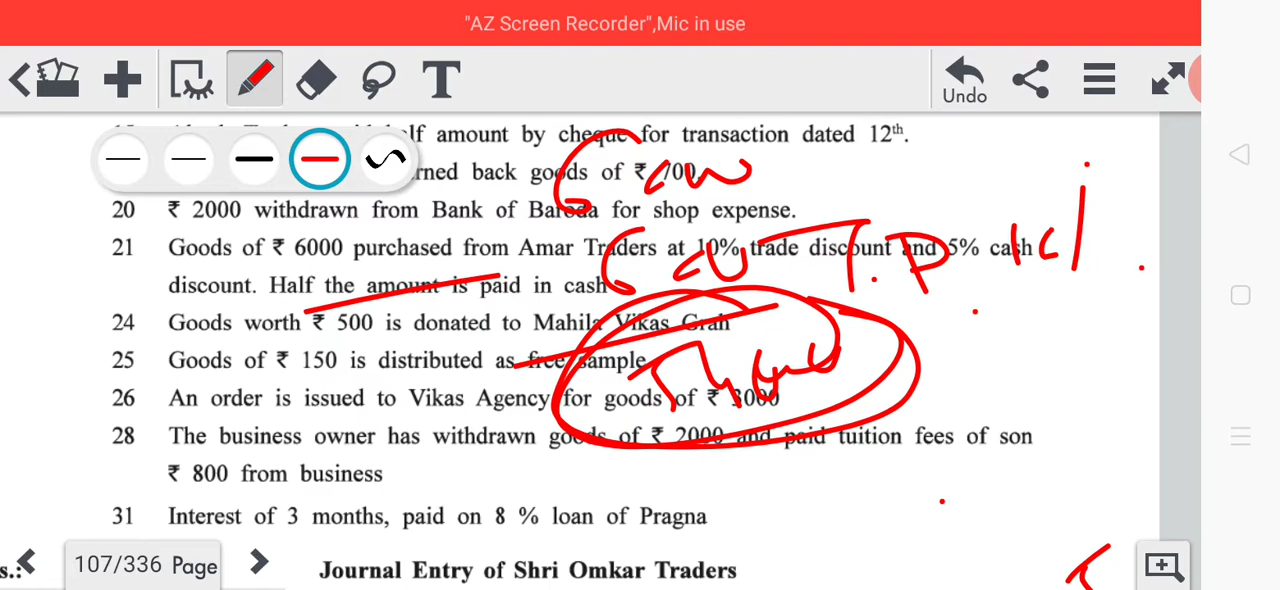 "AZ Screen Recorder",Mic in use
T
Undo
lf amount by cheque for transaction dated 12th.
rned back goods of ₹ 700.
20 ₹ 2000 withdrawn from Bank of Baroda for shop expense.
21 Goods of ₹ 6000 purchased from Amar Traders at 10% trade discount and 5% cash
discount. Half the amount is paid in cash
24 Goods worth ₹ 500 is donated to Mahila Vikas Grah
25 Goods of ₹ 150 is distributed as free sample
26 An order is issued to Vikas Agency for goods of ₹ 3000
28 The business owner has withdrawn goods of ₹ 2000 and paid tuition fees of son
₹ 800 from business
31 Interest of 3 months, paid on 8 % loan of Pragna
107/336 Page
s.:
Journal Entry of Shri Omkar Traders